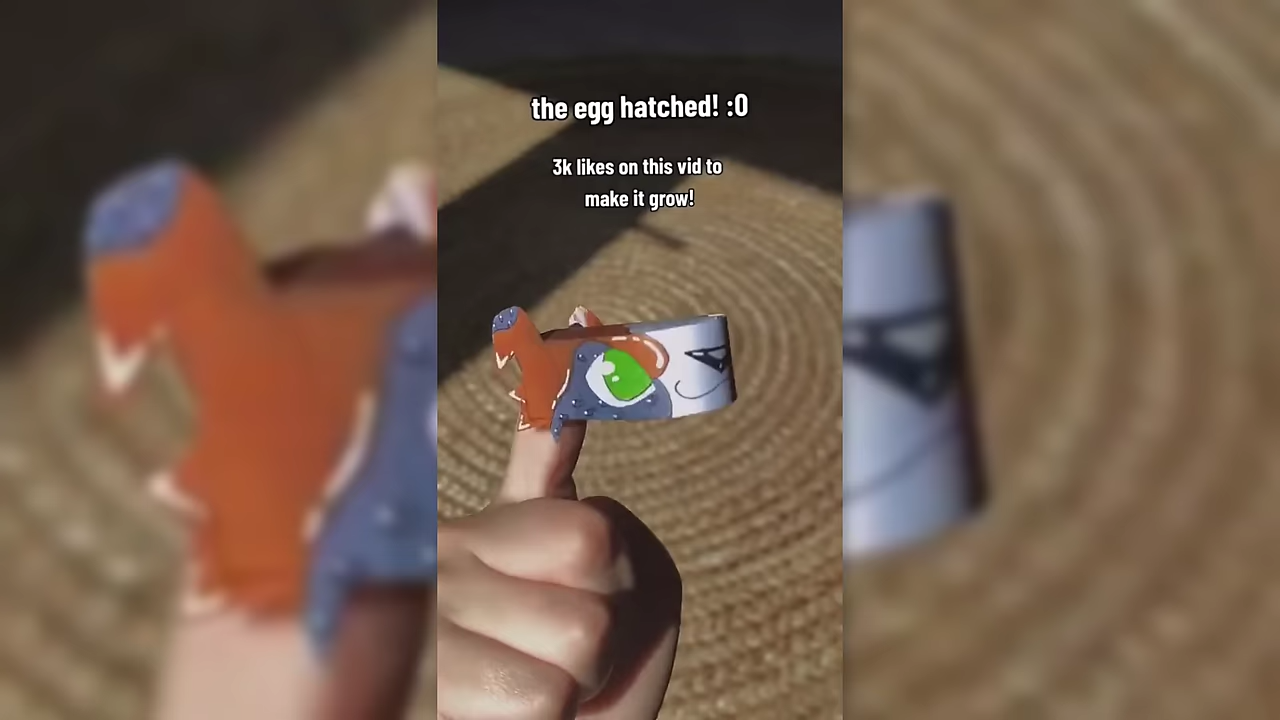 the egg hatched! :0
3k likes on this vid to
make it grow!